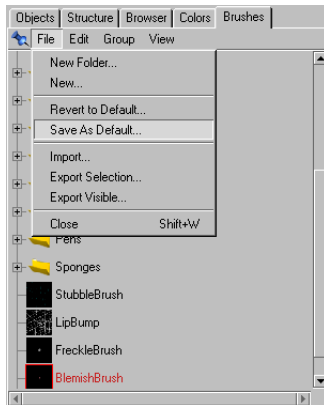 Objects Structure Browser Colors Brushes
File Edit Group View
New Folder...
New...
Revert to Default...
Save As Default...
Import...
Export Selection...
Export Visible...
Close Shift+W
Pens
Sponges
StubbleBrush
LipBump
FreckleBrush
BlemishBrush